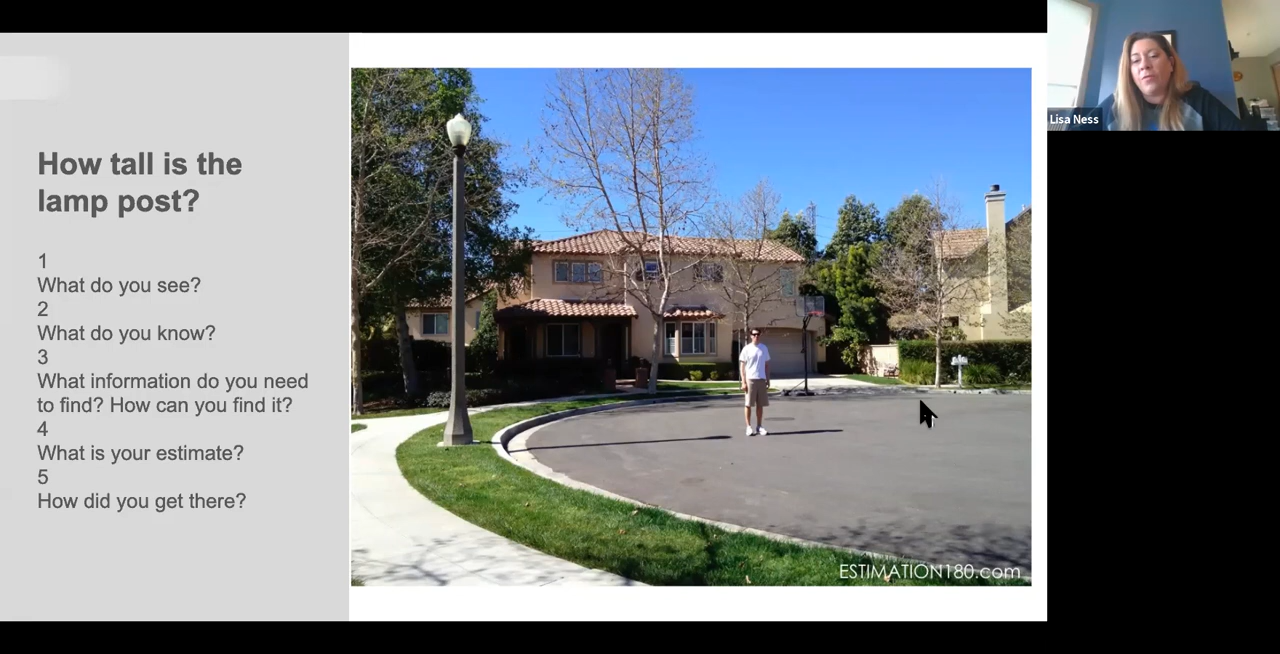 How tall is the
lamp post?
1
What do you see?
2
What do you know?
3
What information do you need
to find? How can you find it?
4
What is your estimate?
5
How did you get there?
ESTIMATION180.com
Lisa Ness